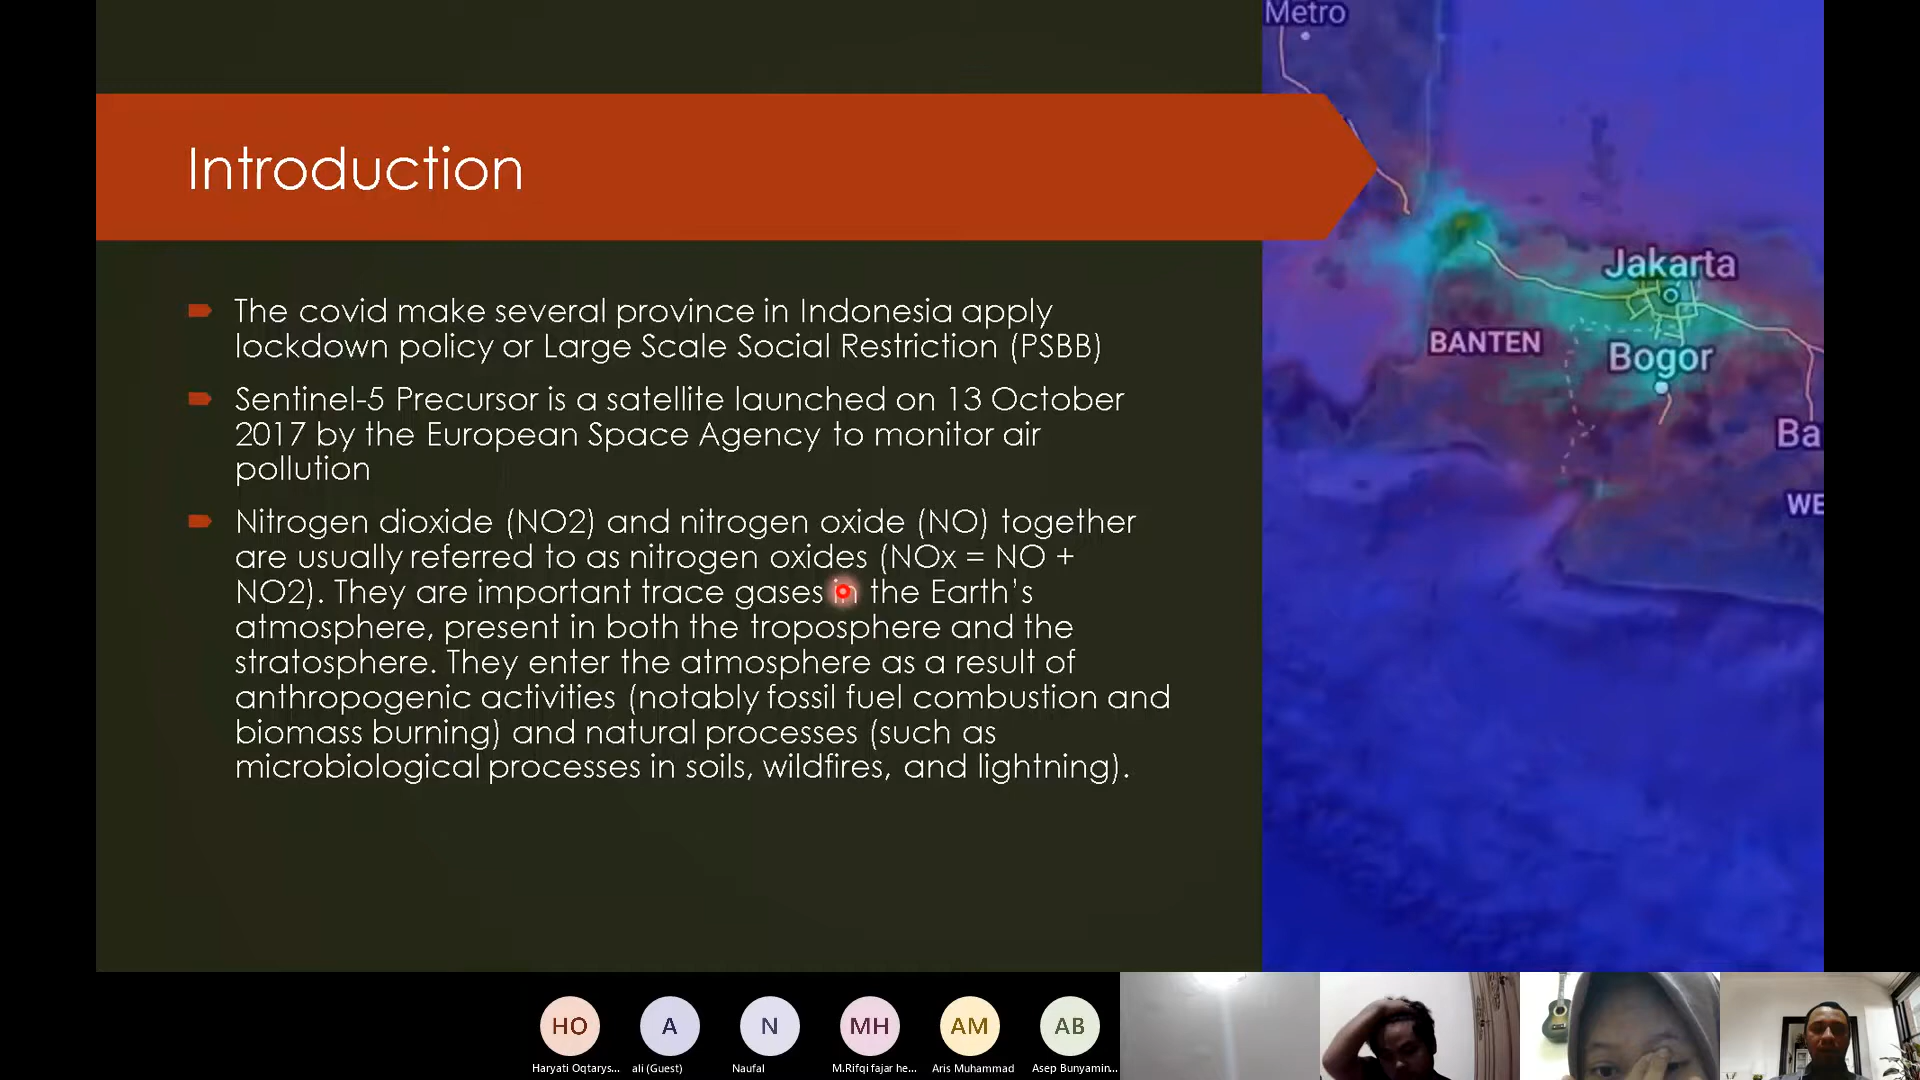 Introduction
The covid make several province in Indonesia apply
lockdown policy or Large Scale Social Restriction (PSBB)
Sentinel-5 Precursor is a satellite launched on 13 October
2017 by the European Space Agency to monitor air
pollution
Nitrogen dioxide (NO2) and nitrogen oxide (NO) together
are usually referred to as nitrogen oxides (NOx = NO +
NO2). They are important trace gases in the Earth's
atmosphere, present in both the troposphere and the
stratosphere. They enter the atmosphere as a result of
anthropogenic activities (notably fossil fuel combustion and
biomass burning) and natural processes (such as
microbiological processes in soils, wildfires, and lightning).
Metro
Jakarta
BANTEN
Bogor
Ba
WE
HO
A
N
MH
AM
AB
Haryati Oqtarys...
ali (Guest)
Naufal
M.Rifqi fajar he...
Aris Muhammad
Asep Bunyamin...